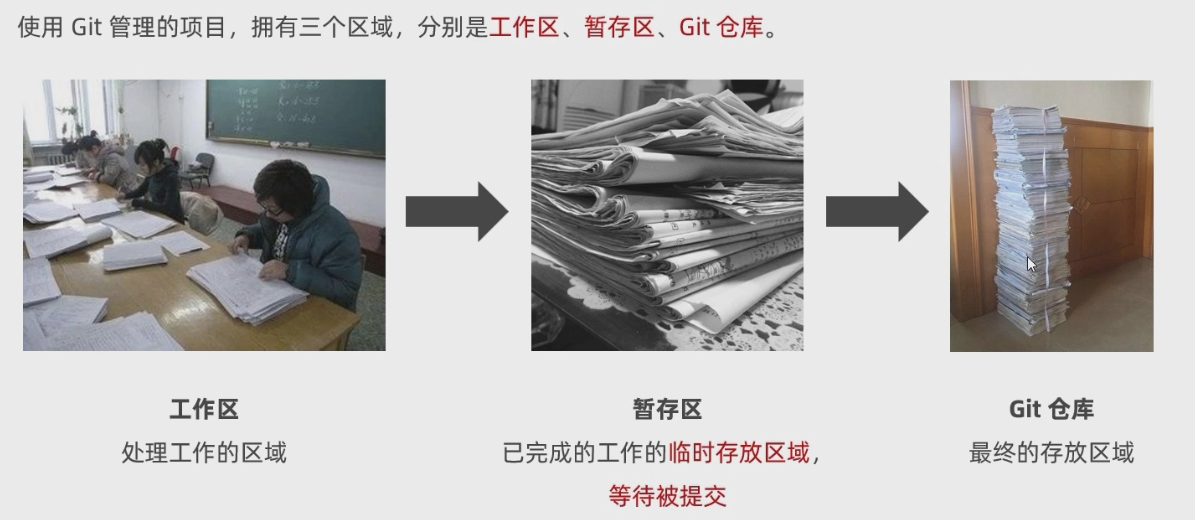 使用 Git 管理的项目，拥有三个区域，分别是工作区、暂存区、Git 仓库。
工作区
暂存区
Git 仓库
处理工作的区域
已完成的工作的临时存放区域，
最终的存放区域
等待被提交